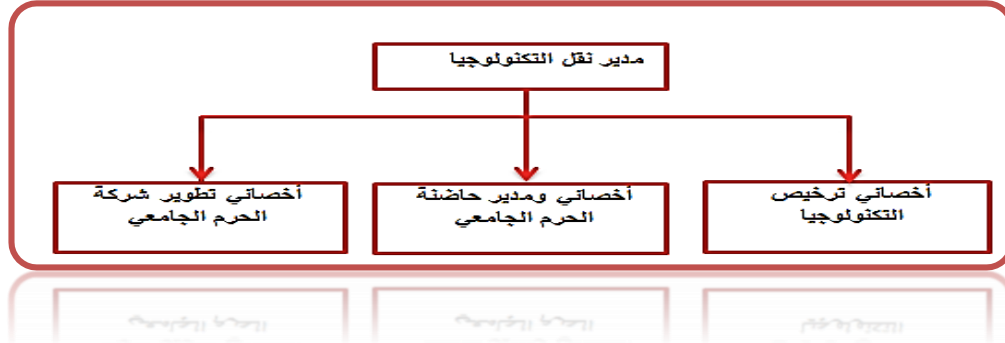 مدير نقل التكنولوجيا
أخصائي ترخيص
التكنولوجيا
أخصائي ومدير حاضنة
الحرم الجامعي
أخصائي تطوير شركة
الحرم الجامعي